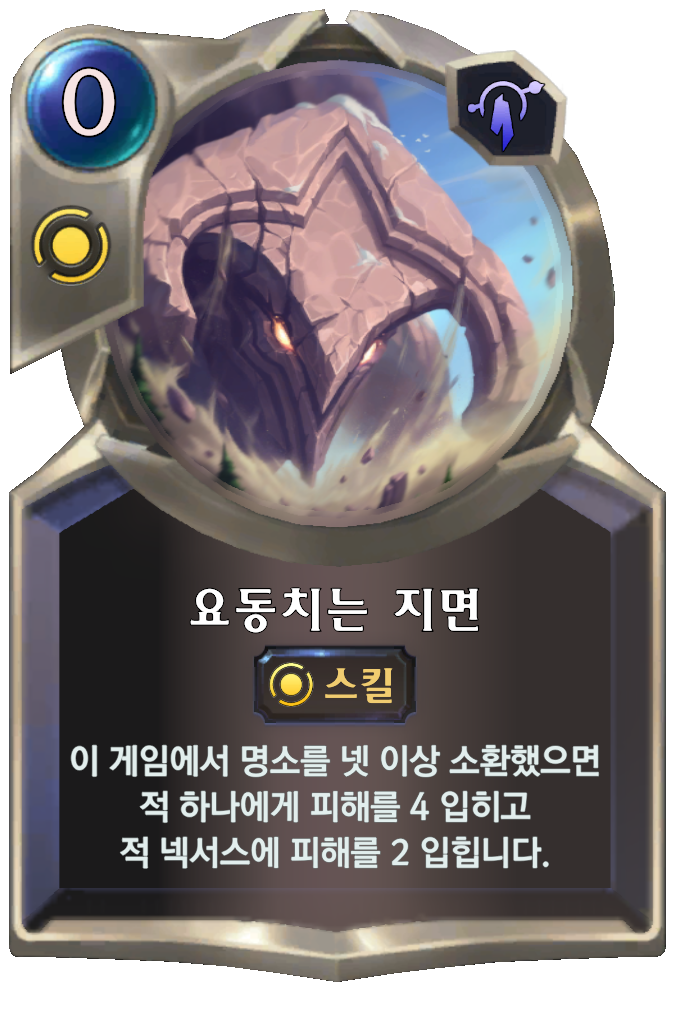 0
요동치는 지면
스킬
이 게임에서 명소를 넷 이상 소환했으면
적 하나에게 피해를 4 입히고
적 넥서스에 피해를 2 입힙니다.